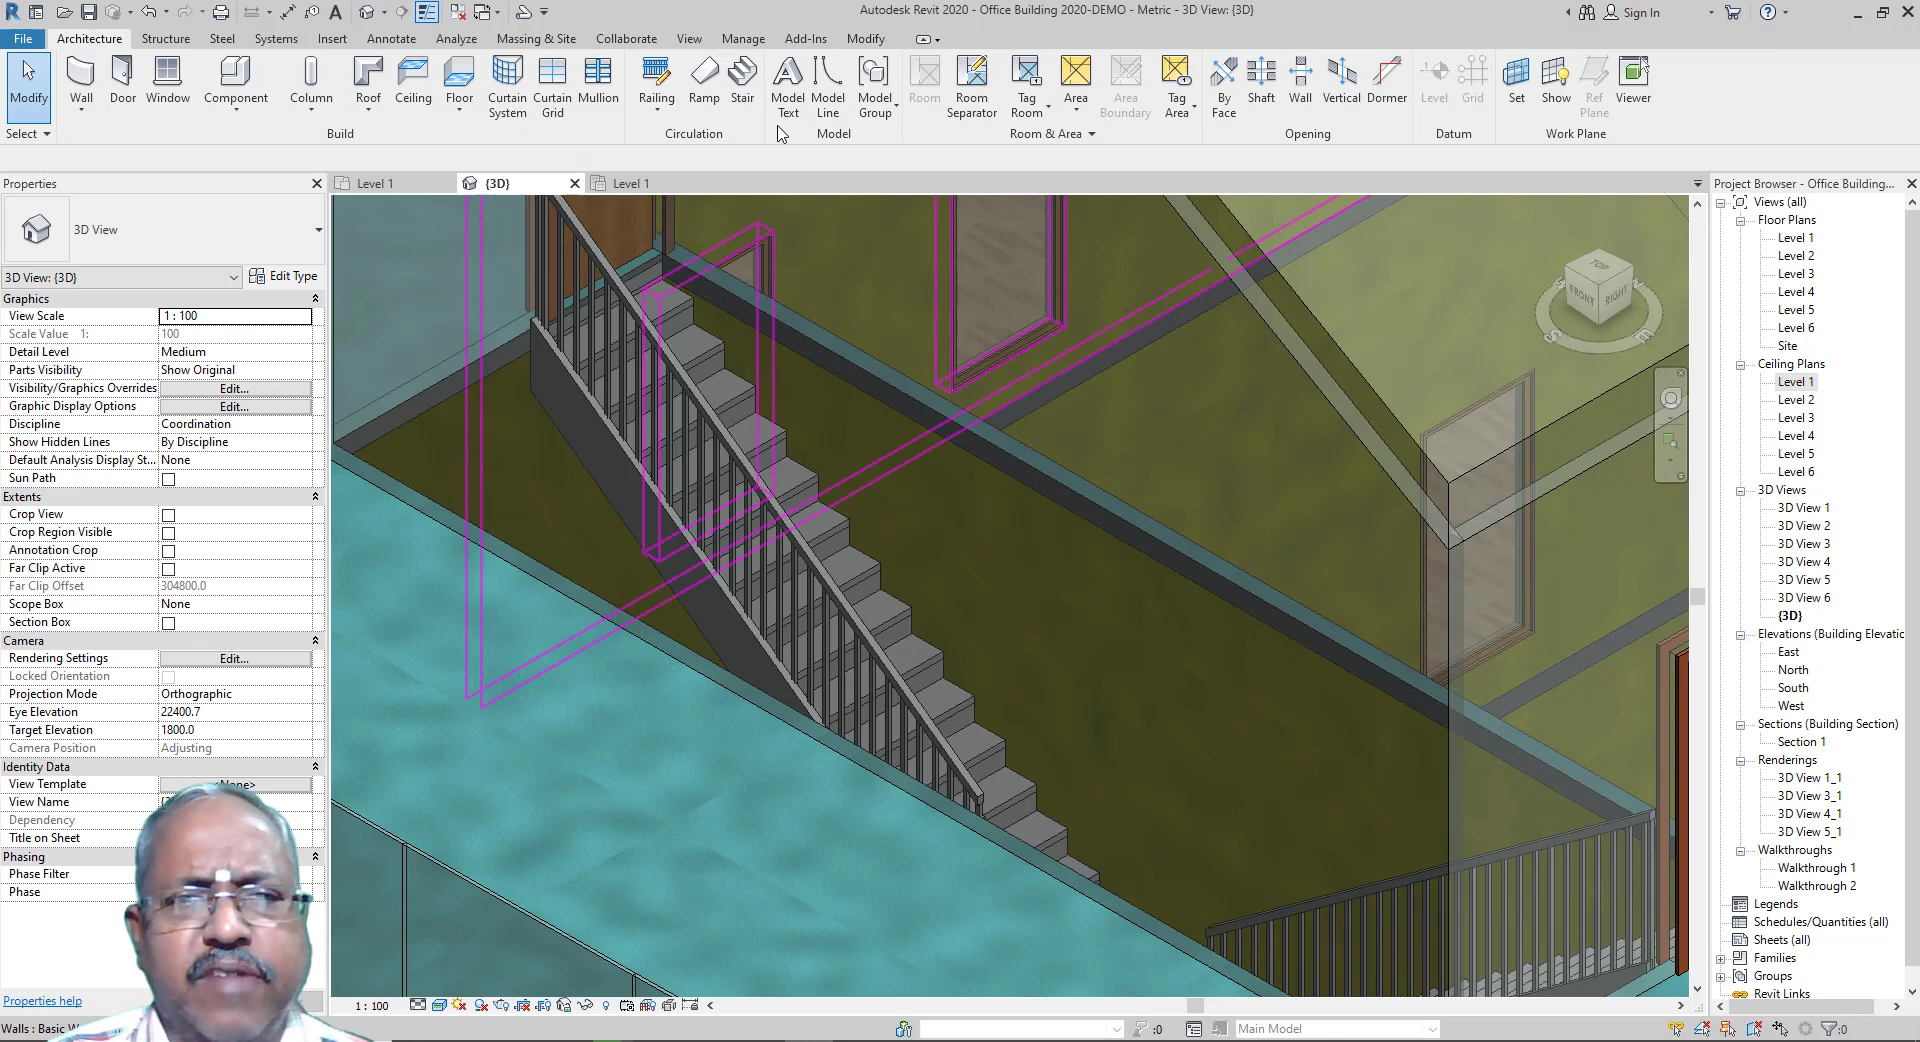 Autodesk Revit 2020 - Office Building 2020-DEMO - Metric - 3D View: {3D}
Sign In
File Architecture Structure Steel Systems Insert Annotate Analyze Massing & Site Collaborate View Manage Add-Ins Modify
Modify
Wall
Door
Window
Component
Column
Roof
Ceiling
Floor
Curtain System
Curtain Grid
Mullion
Railing
Ramp
Stair
Model Text
Model Line
Model Group
Room
Room Separator
Tag Room
Area
Area Boundary
Tag Area
By Face
Shaft
Wall
Vertical
Dormer
Level
Grid
Set
Show
Ref Plane
Viewer
Select
Build
Circulation
Model
Room & Area
Opening
Datum
Work Plane
Properties
Level 1
{3D}
Level 1
Project Browser - Office Building...
3D View
3D View: {3D}
Edit Type
Graphics
View Scale 1 : 100
Scale Value 1: 100
Detail Level Medium
Parts Visibility Show Original
Visibility/Graphics Overrides Edit...
Graphic Display Options Edit...
Discipline Coordination
Show Hidden Lines By Discipline
Default Analysis Display St... None
Sun Path
Extents
Crop View
Crop Region Visible
Annotation Crop
Far Clip Active
Far Clip Offset 304800.0
Scope Box None
Section Box
Camera
Rendering Settings Edit...
Locked Orientation
Projection Mode Orthographic
Eye Elevation 22400.7
Target Elevation 1800.0
Camera Position Adjusting
Identity Data
View Template
View Name
Dependency
Title on Sheet
Phasing
Phase Filter
Phase
Properties help
TOP
FRONT
RIGHT
Views (all)
Floor Plans
Level 1
Level 2
Level 3
Level 4
Level 5
Level 6
Site
Ceiling Plans
Level 1
Level 2
Level 3
Level 4
Level 5
Level 6
3D Views
3D View 1
3D View 2
3D View 3
3D View 4
3D View 5
3D View 6
{3D}
Elevations (Building Elevatic
East
North
South
West
Sections (Building Section)
Section 1
Renderings
3D View 1_1
3D View 3_1
3D View 4_1
3D View 5_1
Walkthroughs
Walkthrough 1
Walkthrough 2
Legends
Schedules/Quantities (all)
Sheets (all)
Families
Groups
Revit Links
1 : 100
Walls : Basic W
:0
Main Model
:0